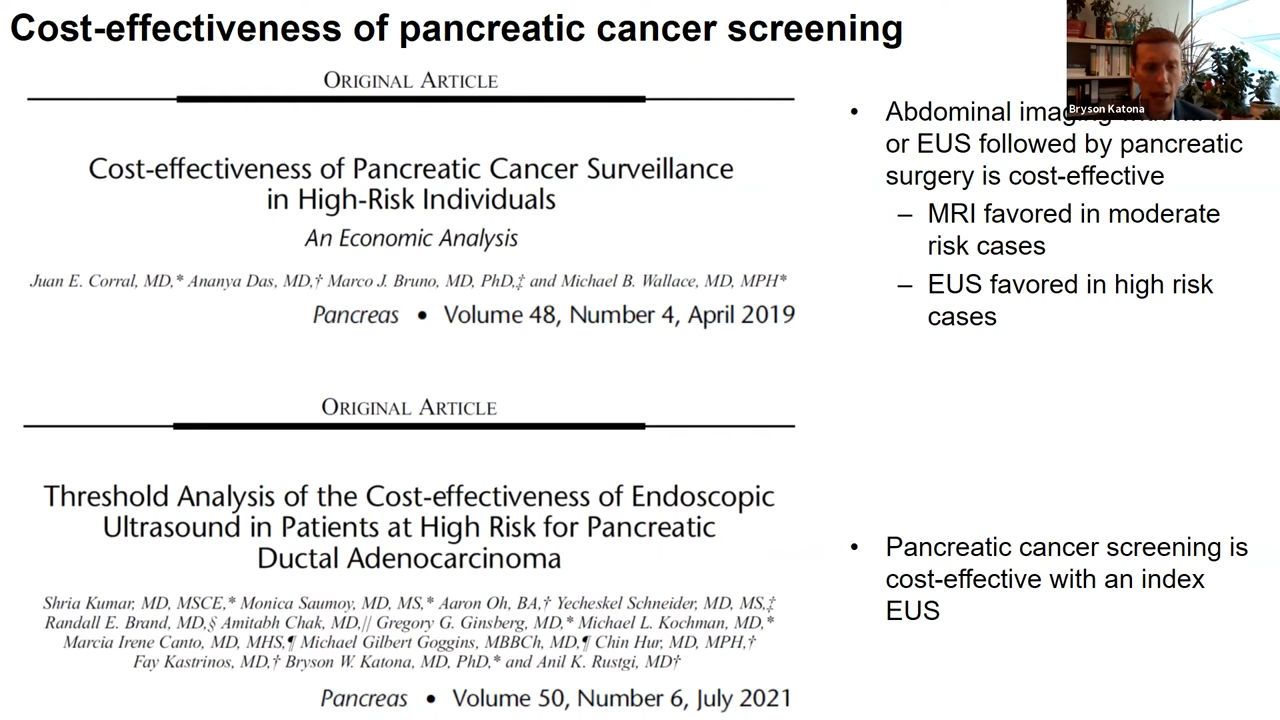 Cost-effectiveness of pancreatic cancer screening
ORIGINAL ARTICLE
Cost-effectiveness of Pancreatic Cancer Surveillance
in High-Risk Individuals
An Economic Analysis
Juan E. Corral, MD,* Ananya Das, MD,† Marco J. Bruno, MD, PhD,‡ and Michael B. Wallace, MD, MPH*
Pancreas • Volume 48, Number 4, April 2019
ORIGINAL ARTICLE
Threshold Analysis of the Cost-effectiveness of Endoscopic
Ultrasound in Patients at High Risk for Pancreatic
Ductal Adenocarcinoma
Shria Kumar, MD, MSCE,* Monica Saumoy, MD, MS,* Aaron Oh, BA,† Yecheskel Schneider, MD, MS,‡
Randall E. Brand, MD,§ Amitabh Chak, MD,|| Gregory G. Ginsberg, MD,* Michael L. Kochman, MD,*
Marcia Irene Canto, MD, MHS,¶ Michael Gilbert Goggins, MBBCh, MD,¶ Chin Hur, MD, MPH,†
Fay Kastrinos, MD,† Bryson W. Katona, MD, PhD,* and Anil K. Rustgi, MD†
Pancreas • Volume 50, Number 6, July 2021
Bryson Katona
• Abdominal
or EUS followed by pancreatic
surgery is cost-effective
– MRI favored in moderate
risk cases
– EUS favored in high risk
cases
• Pancreatic cancer screening is
cost-effective with an index
EUS